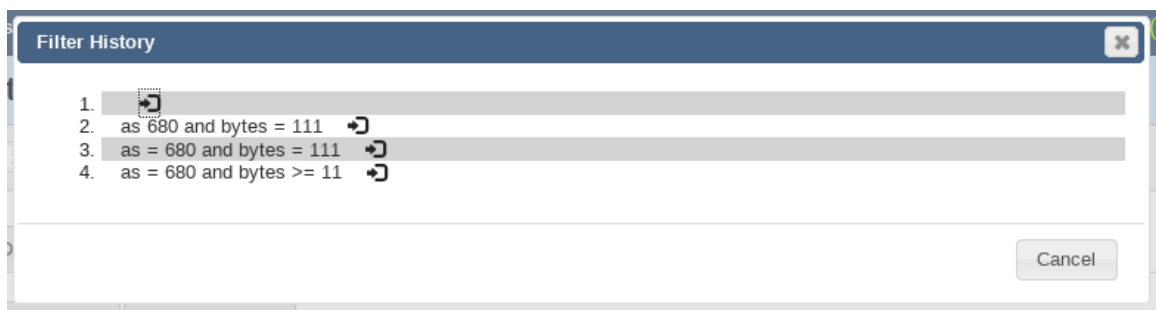 Filter History
1.
2. as 680 and bytes = 111
3. as = 680 and bytes = 111
4. as = 680 and bytes >= 11
Cancel